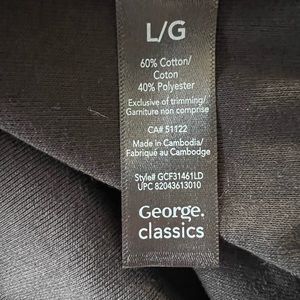 L/G
60% Cotton/
Coton
40% Polyester
Exclusive of trimming/
Garniture non comprise
CA# 51122
Made in Cambodia/
Fabriqué au Cambodge
Style# GCF31461LD
UPC 82043613010
George.
classics